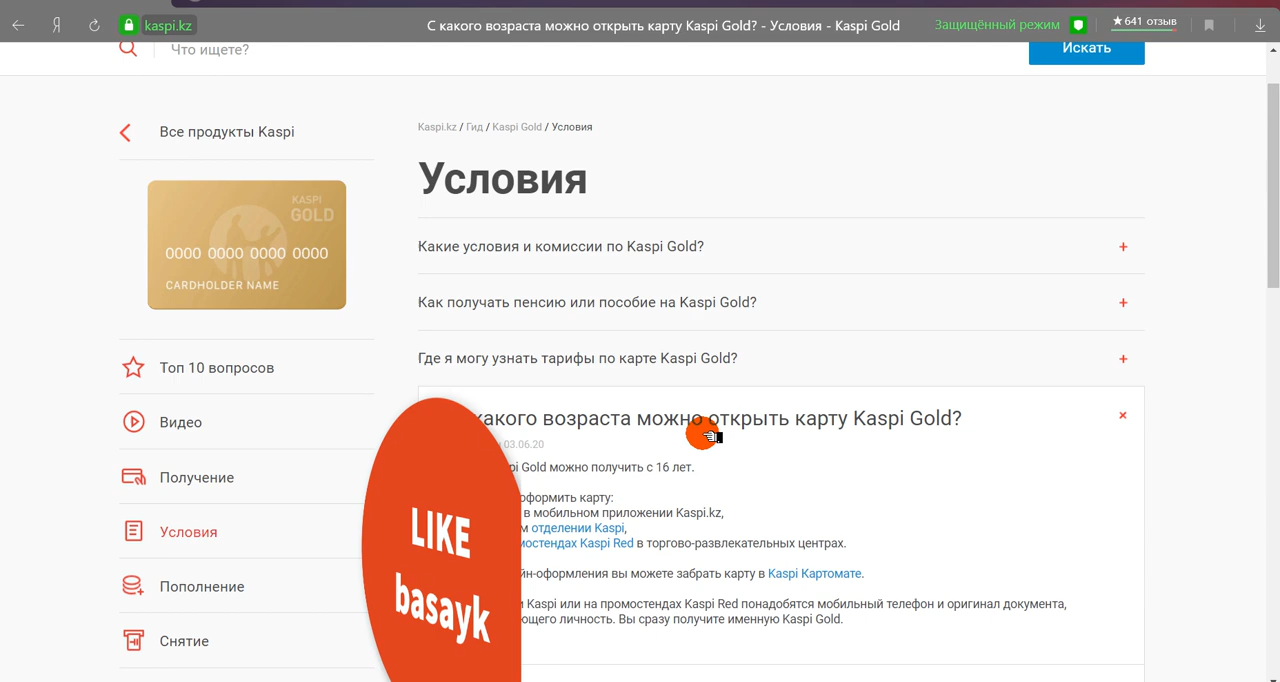 Я
kaspi.kz
С какого возраста можно открыть карту Kaspi Gold? - Условия - Kaspi Gold
Защищённый режим
★641 отзыв
Что ищете?
Искать
Все продукты Kaspi
KASPI
GOLD
0000 0000 0000 0000
CARDHOLDER NAME
Топ 10 вопросов
Видео
Получение
Условия
Пополнение
Снятие
Kaspi.kz / Гид / Kaspi Gold / Условия
Условия
Какие условия и комиссии по Kaspi Gold?
+
Как получать пенсию или пособие на Kaspi Gold?
+
Где я могу узнать тарифы по карте Kaspi Gold?
+
какого возраста можно открыть карту Kaspi Gold?
×
03.06.20
Gold можно получить с 16 лет.
оформить карту:
в мобильном приложении Kaspi.kz,
отделении Kaspi,
Kaspi Red в торгово-развлекательных центрах.
вы можете забрать карту в Kaspi Картомате.
Kaspi или на промостендах Kaspi Red понадобятся мобильный телефон и оригинал документа,
личность. Вы сразу получите именную Kaspi Gold.
LIKE
basayk